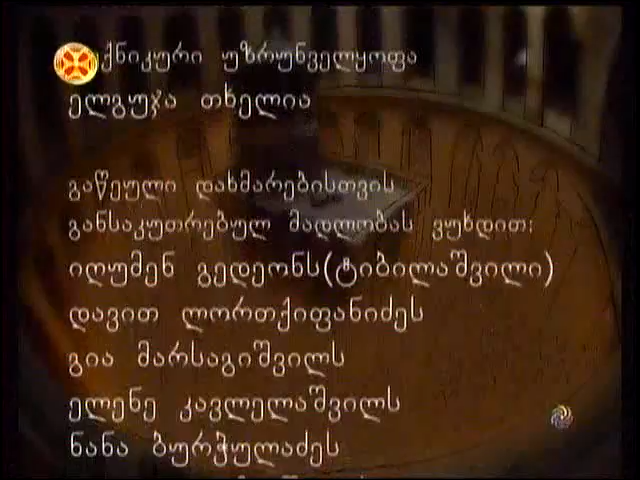 ქნიკური უზრუნველყოფა
ელგუჯა თხელია
გაწეული დახმარებისთვის
განსაკუთრებულ მადლობას ვუხდით:
იღუმენ გედეონს(ტიბილაშვილი)
დავით ლორთქიფანიძეს
გია მარსაგიშვილს
ელენე კავლელაშვილს
ნანა ბურჭულაძეს